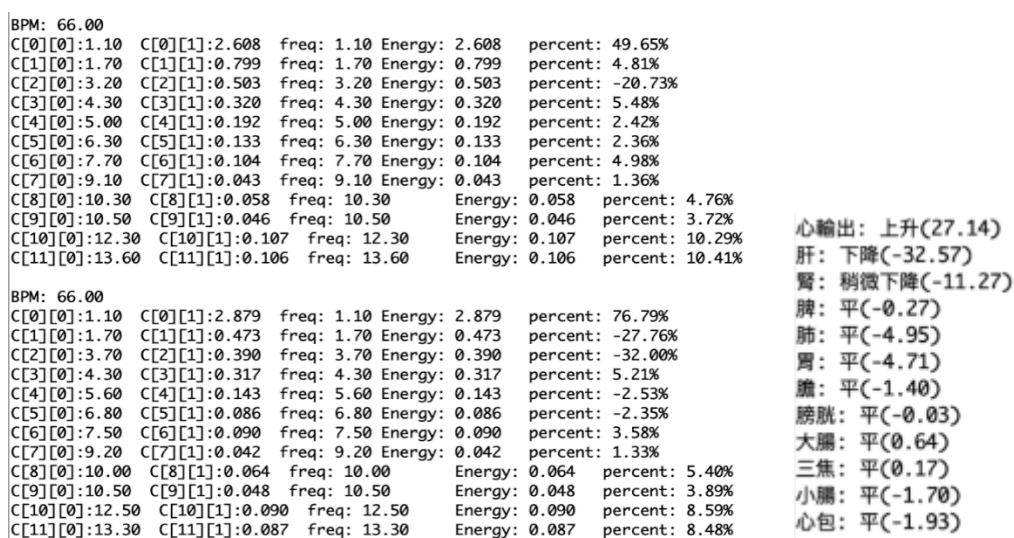 BPM: 66.00
C[0][0]:1.10 C[0][1]:2.608 freq: 1.10 Energy: 2.608 percent: 49.65%
C[1][0]:1.70 C[1][1]:0.799 freq: 1.70 Energy: 0.799 percent: 4.81%
C[2][0]:3.20 C[2][1]:0.503 freq: 3.20 Energy: 0.503 percent: -20.73%
C[3][0]:4.30 C[3][1]:0.320 freq: 4.30 Energy: 0.320 percent: 5.48%
C[4][0]:5.00 C[4][1]:0.192 freq: 5.00 Energy: 0.192 percent: 2.42%
C[5][0]:6.30 C[5][1]:0.133 freq: 6.30 Energy: 0.133 percent: 2.36%
C[6][0]:7.70 C[6][1]:0.104 freq: 7.70 Energy: 0.104 percent: 4.98%
C[7][0]:9.10 C[7][1]:0.043 freq: 9.10 Energy: 0.043 percent: 1.36%
C[8][0]:10.30 C[8][1]:0.058 freq: 10.30 Energy: 0.058 percent: 4.76%
C[9][0]:10.50 C[9][1]:0.046 freq: 10.50 Energy: 0.046 percent: 3.72%
C[10][0]:12.30 C[10][1]:0.107 freq: 12.30 Energy: 0.107 percent: 10.29%
C[11][0]:13.60 C[11][1]:0.106 freq: 13.60 Energy: 0.106 percent: 10.41%
BPM: 66.00
C[0][0]:1.10 C[0][1]:2.879 freq: 1.10 Energy: 2.879 percent: 76.79%
C[1][0]:1.70 C[1][1]:0.473 freq: 1.70 Energy: 0.473 percent: -27.76%
C[2][0]:3.70 C[2][1]:0.390 freq: 3.70 Energy: 0.390 percent: -32.00%
C[3][0]:4.30 C[3][1]:0.317 freq: 4.30 Energy: 0.317 percent: 5.21%
C[4][0]:5.60 C[4][1]:0.143 freq: 5.60 Energy: 0.143 percent: -2.53%
C[5][0]:6.80 C[5][1]:0.086 freq: 6.80 Energy: 0.086 percent: -2.35%
C[6][0]:7.50 C[6][1]:0.090 freq: 7.50 Energy: 0.090 percent: 3.58%
C[7][0]:9.20 C[7][1]:0.042 freq: 9.20 Energy: 0.042 percent: 1.33%
C[8][0]:10.00 C[8][1]:0.064 freq: 10.00 Energy: 0.064 percent: 5.40%
C[9][0]:10.50 C[9][1]:0.048 freq: 10.50 Energy: 0.048 percent: 3.89%
C[10][0]:12.50 C[10][1]:0.090 freq: 12.50 Energy: 0.090 percent: 8.59%
C[11][0]:13.30 C[11][1]:0.087 freq: 13.30 Energy: 0.087 percent: 8.48%
心輸出: 上升(27.14)
肝: 下降(-32.57)
腎: 稍微下降(-11.27)
脾: 平(-0.27)
肺: 平(-4.95)
胃: 平(-4.71)
膽: 平(-1.40)
膀胱: 平(-0.03)
大腸: 平(0.64)
三焦: 平(0.17)
小腸: 平(-1.70)
心包: 平(-1.93)